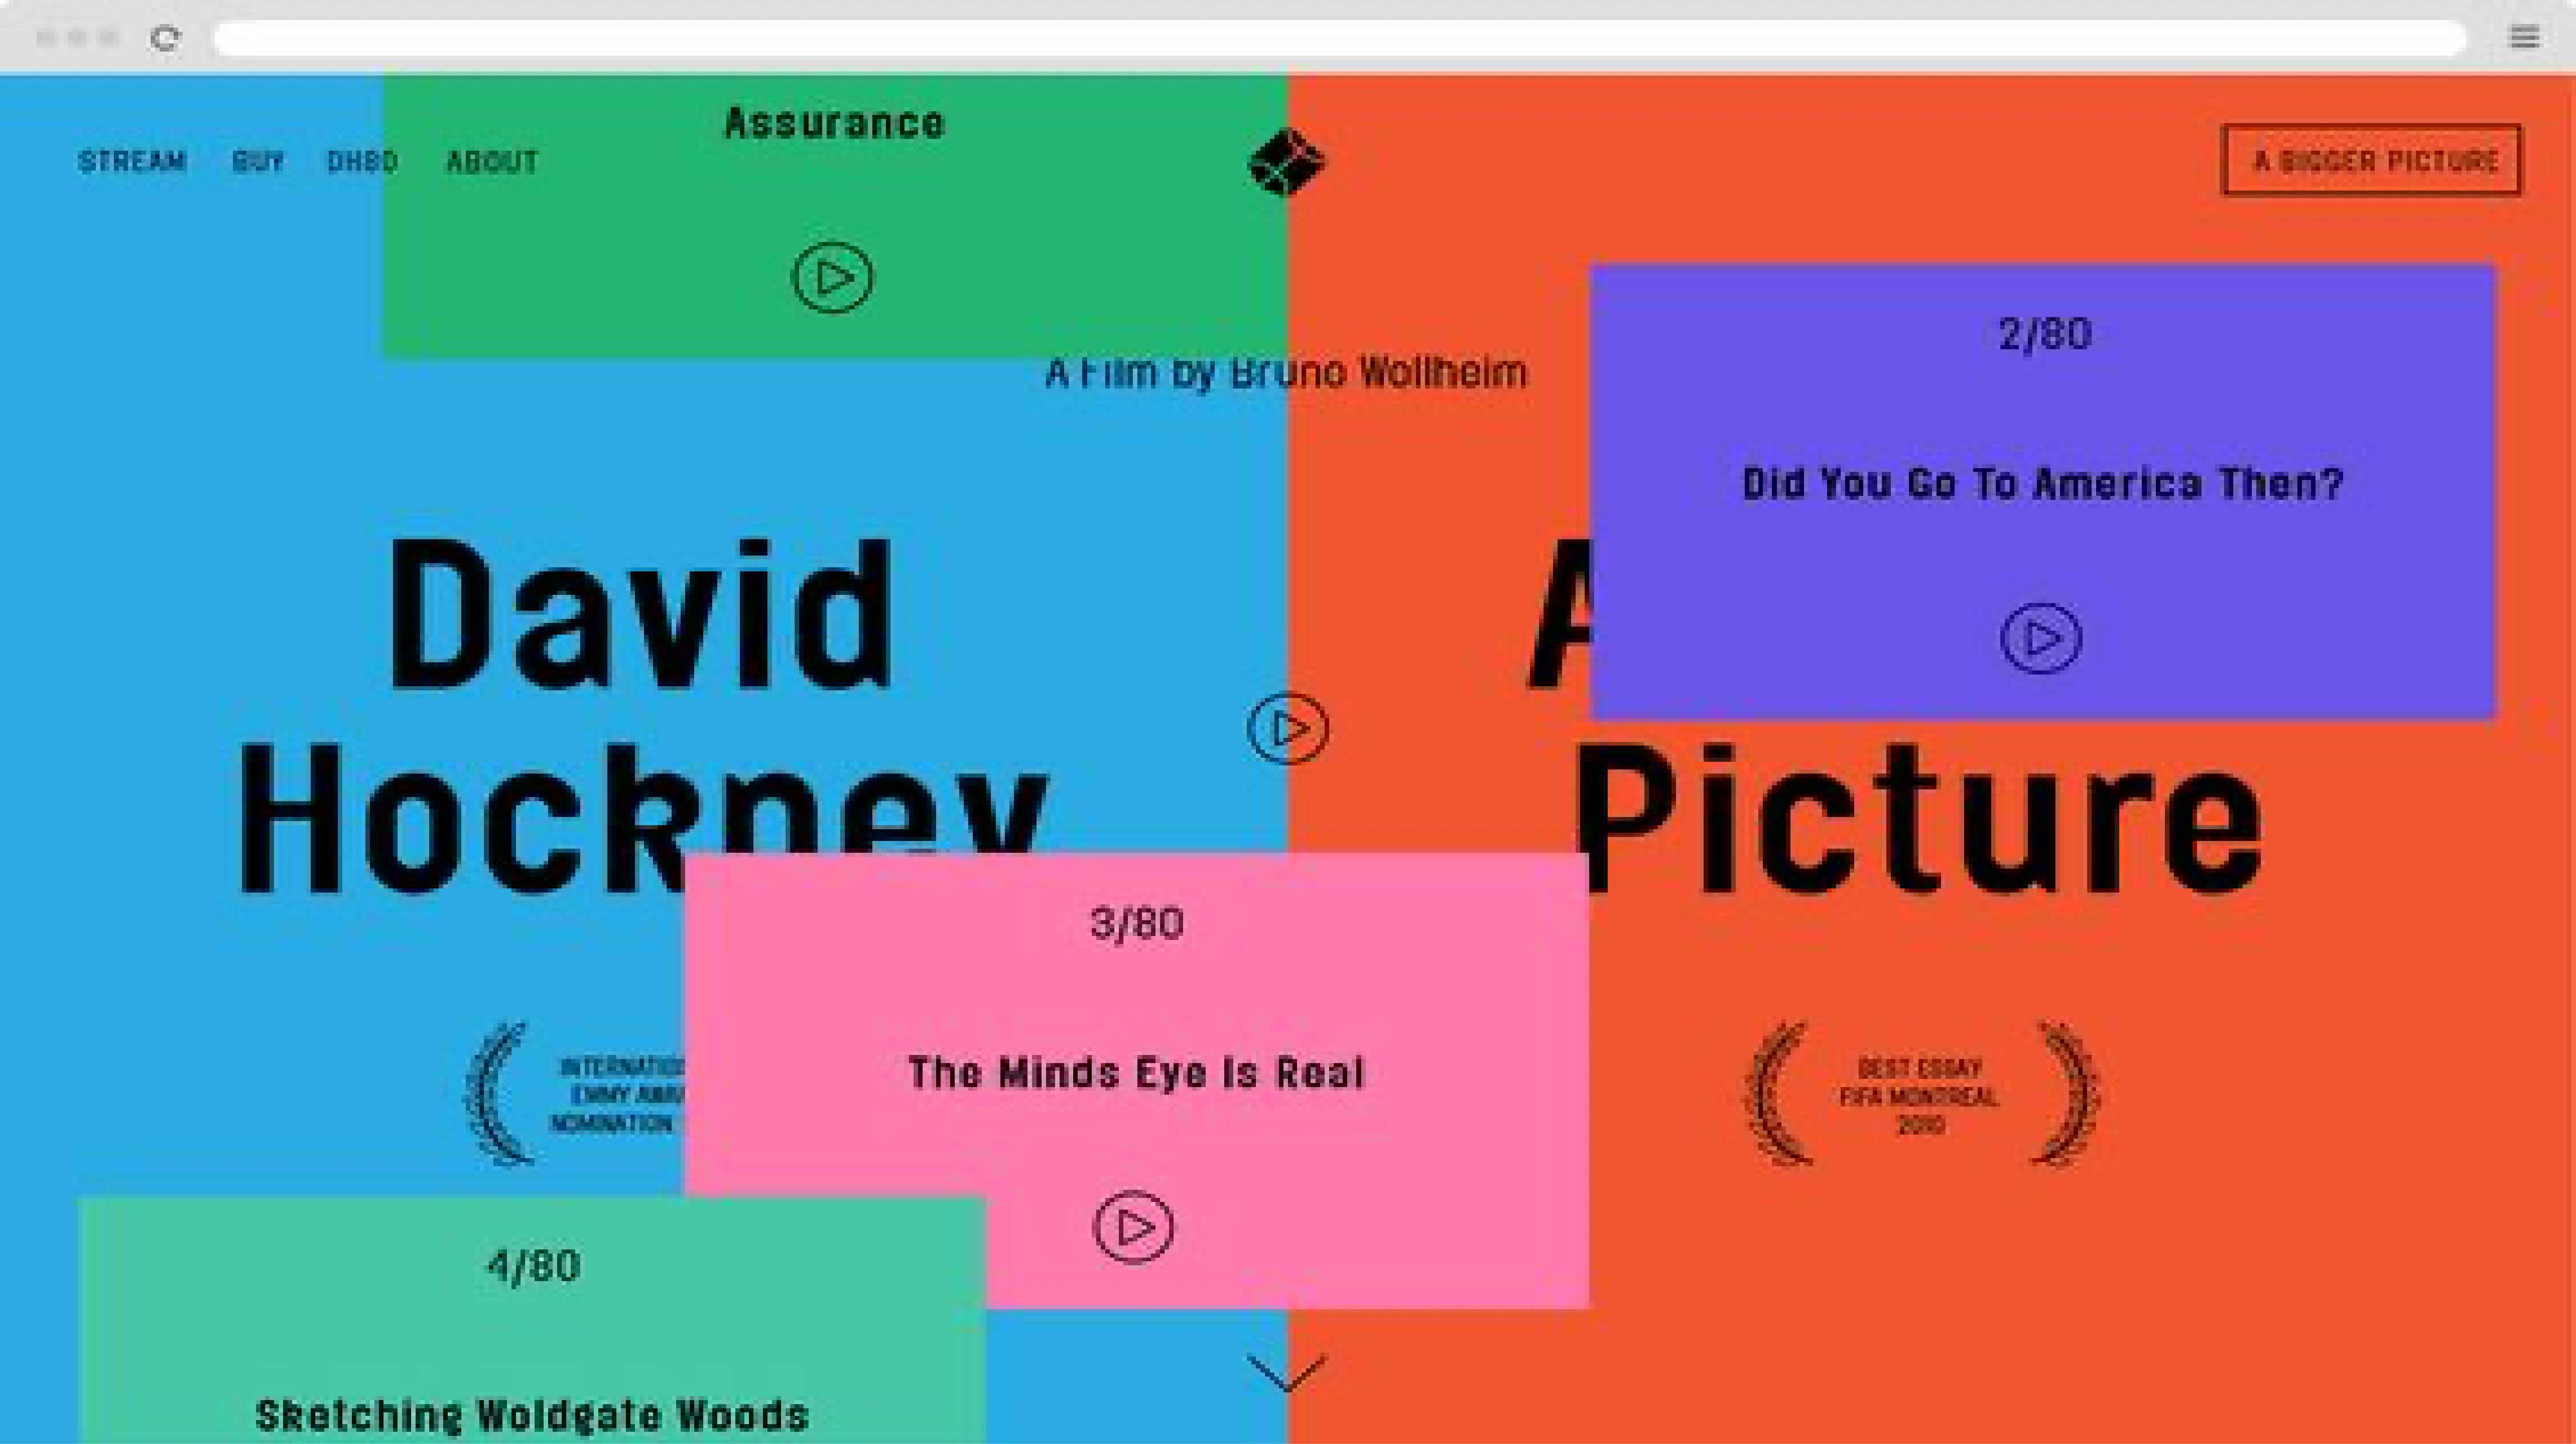 Assurance
STREAM BUY DH80 ABOUT
A BIGGER PICTURE
A Film by Bruno Wollheim
2/80
Did You Go To America Then?
David
Hockney
A
Picture
3/80
The Minds Eye Is Real
NOMINATION
BEST ESSAY
FIFA MONTREAL
2010
4/80
Sketching Woldgate Woods